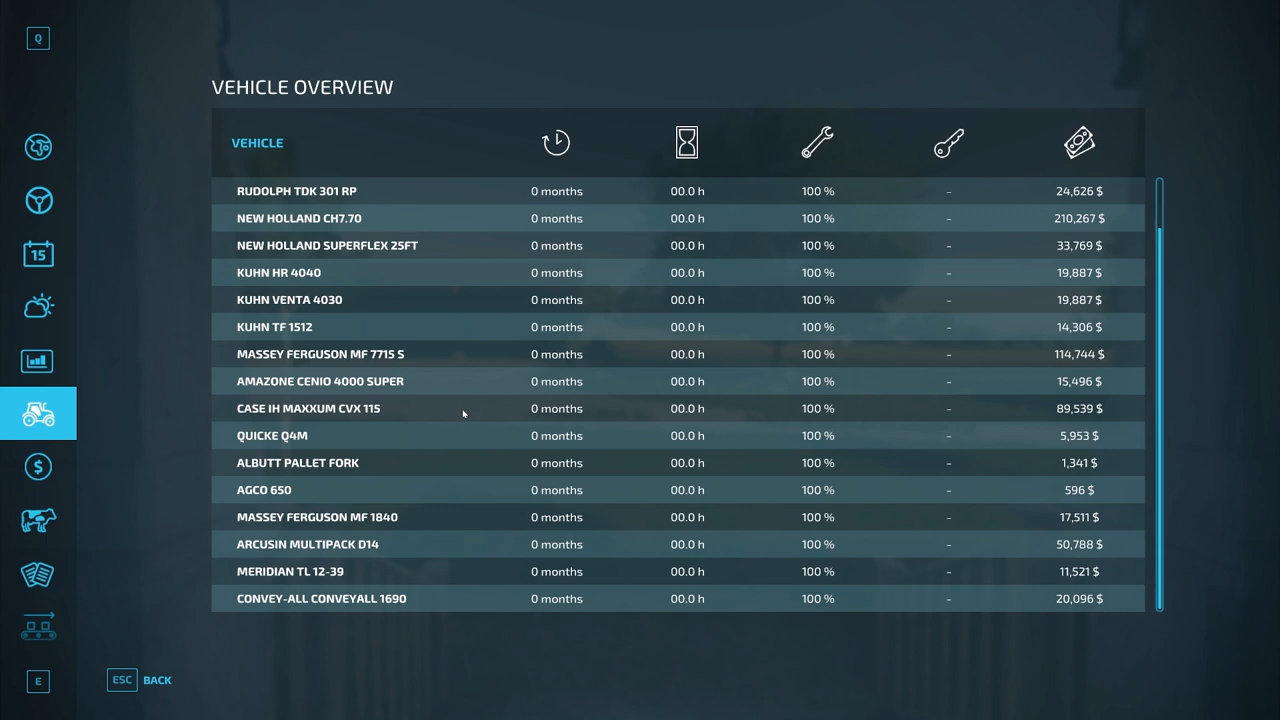 Q
VEHICLE OVERVIEW
VEHICLE
RUDOLPH TDK 301 RP 0 months 00.0 h 100 % - 24,626 $
NEW HOLLAND CH7.70 0 months 00.0 h 100 % - 210,267 $
NEW HOLLAND SUPERFLEX 25FT 0 months 00.0 h 100 % - 33,769 $
15
KUHN HR 4040 0 months 00.0 h 100 % - 19,887 $
KUHN VENTA 4030 0 months 00.0 h 100 % - 19,887 $
KUHN TF 1512 0 months 00.0 h 100 % - 14,306 $
MASSEY FERGUSON MF 7715 S 0 months 00.0 h 100 % - 114,744 $
AMAZONE CENIO 4000 SUPER 0 months 00.0 h 100 % - 15,496 $
CASE IH MAXXUM CVX 115 0 months 00.0 h 100 % - 89,539 $
QUICKE Q4M 0 months 00.0 h 100 % - 5,953 $
ALBUTT PALLET FORK 0 months 00.0 h 100 % - 1,341 $
$
AGCO 650 0 months 00.0 h 100 % - 596 $
MASSEY FERGUSON MF 1840 0 months 00.0 h 100 % - 17,511 $
ARCUSIN MULTIPACK D14 0 months 00.0 h 100 % - 50,788 $
MERIDIAN TL 12-39 0 months 00.0 h 100 % - 11,521 $
CONVEY-ALL CONVEYALL 1690 0 months 00.0 h 100 % - 20,096 $
E
ESC BACK